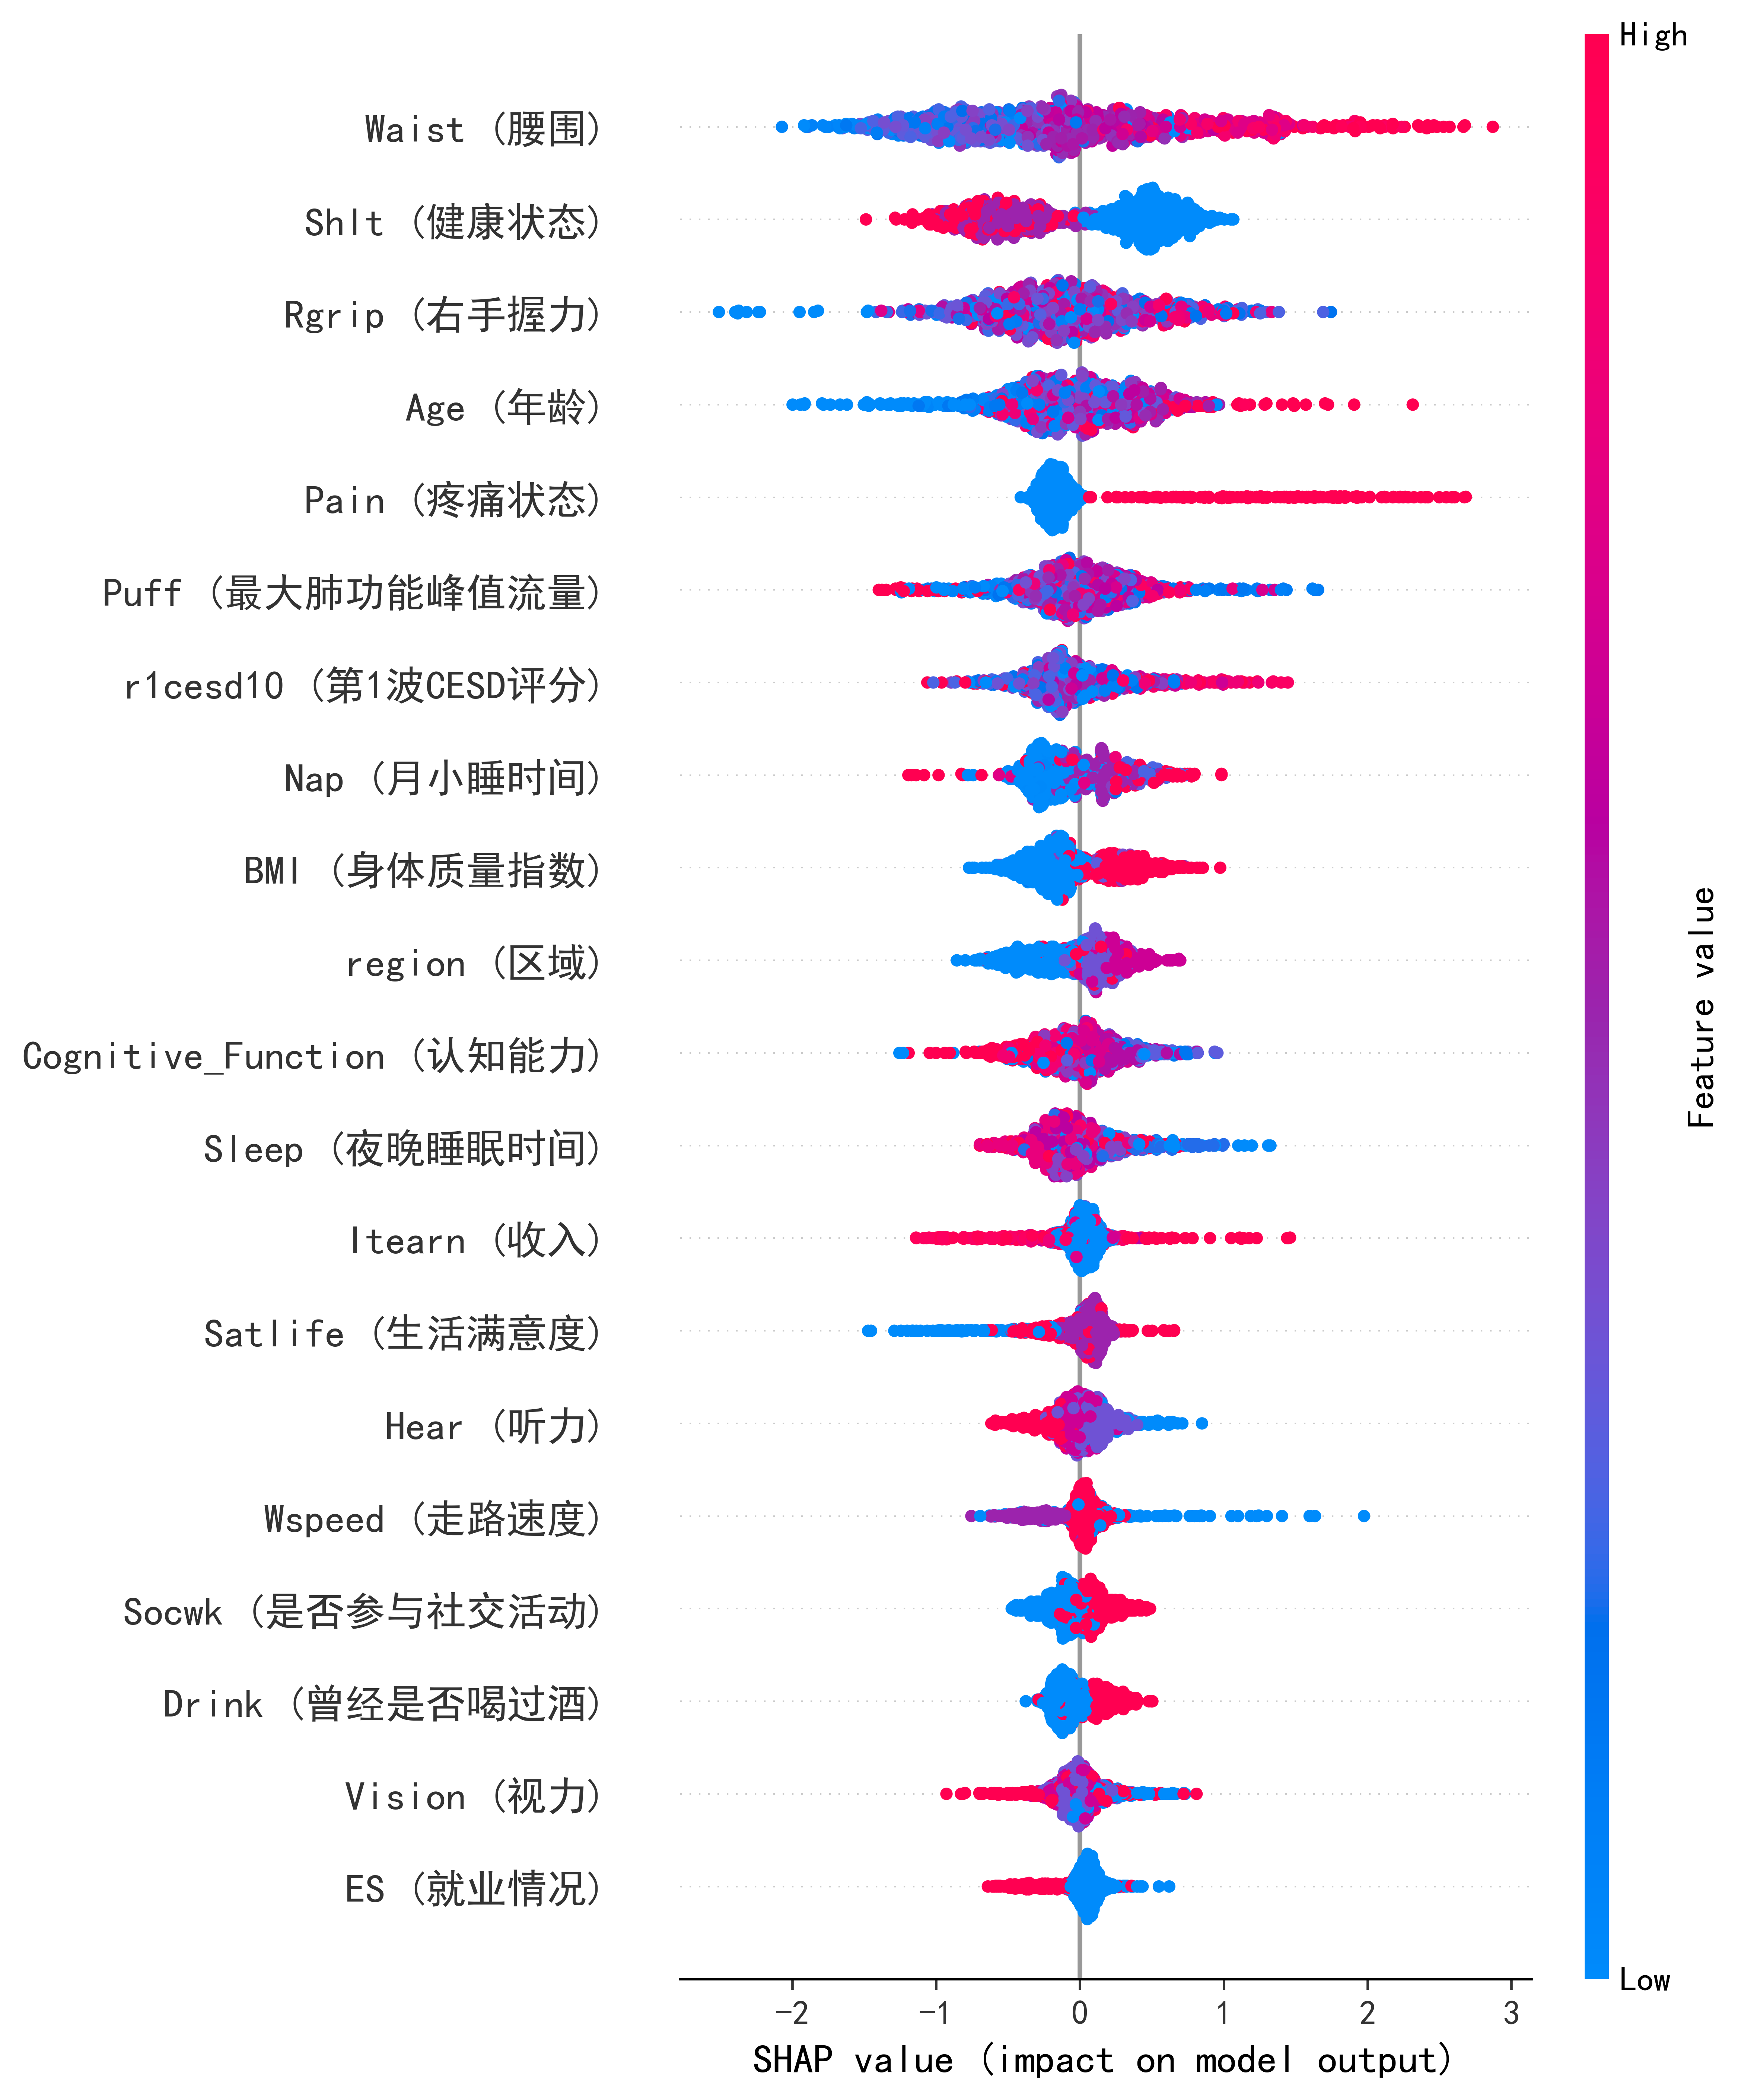 High
Waist (腰围)
Shlt (健康状态)
Rgrip (右手握力)
Age (年龄)
Pain (疼痛状态)
Puff (最大肺功能峰值流量)
r1cesd10 (第1波CESD评分)
Nap (月小睡时间)
BMI (身体质量指数)
region (区域)
Cognitive_Function (认知能力)
Sleep (夜晚睡眠时间)
Itearn (收入)
Satlife (生活满意度)
Hear (听力)
Wspeed (走路速度)
Socwk (是否参与社交活动)
Drink (曾经是否喝过酒)
Vision (视力)
ES (就业情况)
Feature value
Low
−2 −1 0 1 2 3
SHAP value (impact on model output)